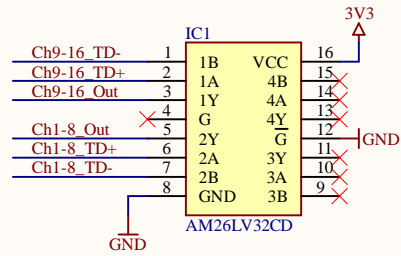 3V3
IC1
Ch9-16_TD- 1 1B VCC 16
Ch9-16_TD+ 2 1A 4B 15
Ch9-16_Out 3 1Y 4A 14
4 G 4Y 13
Ch1-8_Out 5 2Y G 12 GND
Ch1-8_TD+ 6 2A 3Y 11
Ch1-8_TD- 7 2B 3A 10
8 GND 3B 9
AM26LV32CD
GND